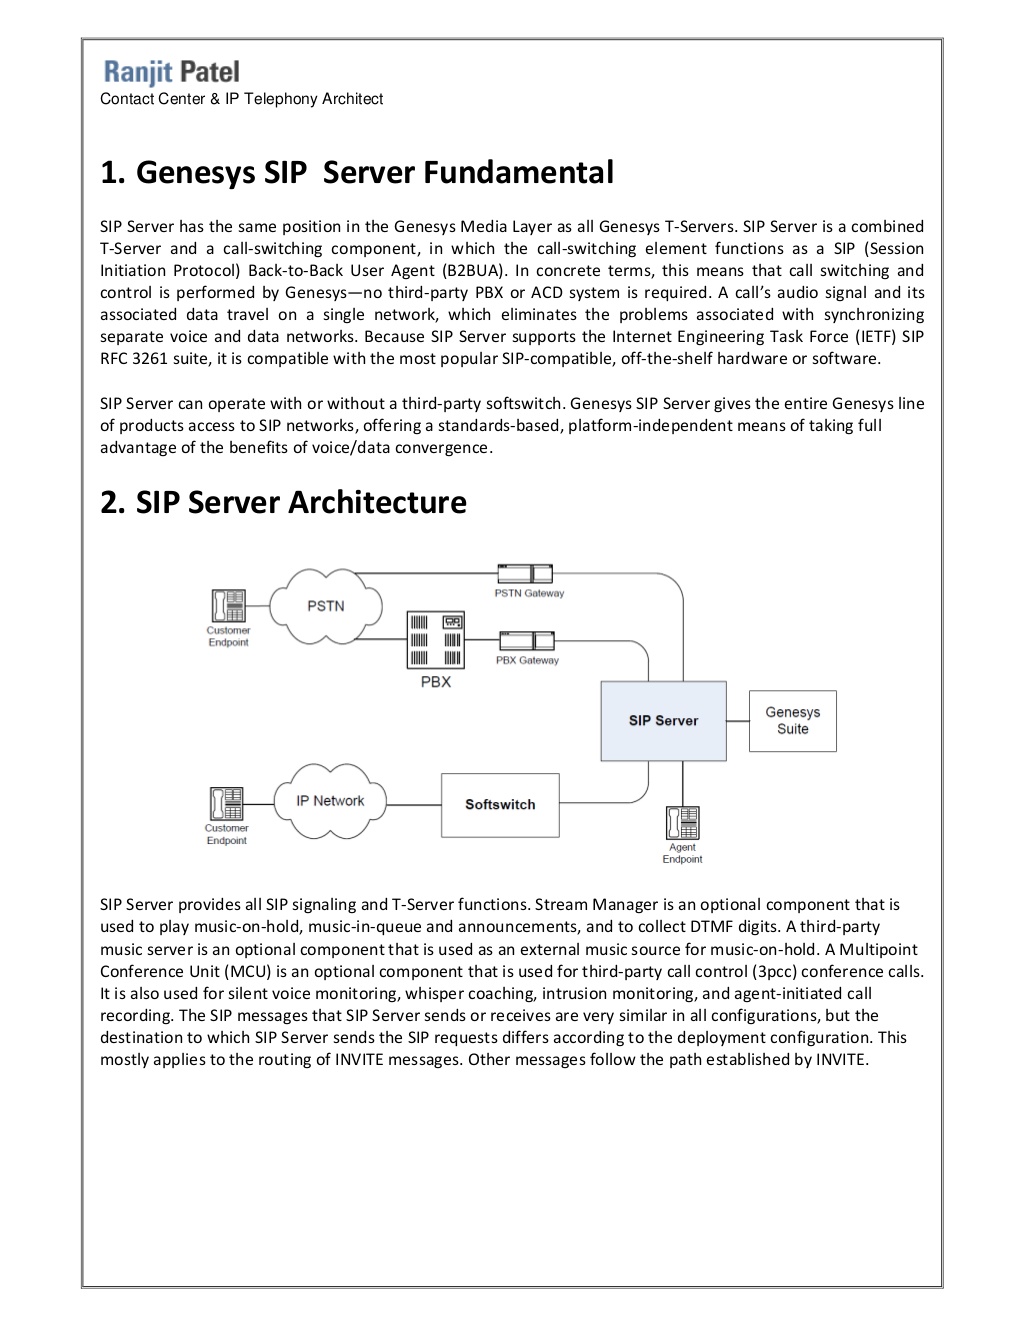 Ranjit Patel
Contact Center & IP Telephony Architect
1. Genesys SIP Server Fundamental
SIP Server has the same position in the Genesys Media Layer as all Genesys T-Servers. SIP Server is a combined
T-Server and a call-switching component, in which the call-switching element functions as a SIP (Session
Initiation Protocol) Back-to-Back User Agent (B2BUA). In concrete terms, this means that call switching and
control is performed by Genesys—no third-party PBX or ACD system is required. A call’s audio signal and its
associated data travel on a single network, which eliminates the problems associated with synchronizing
separate voice and data networks. Because SIP Server supports the Internet Engineering Task Force (IETF) SIP
RFC 3261 suite, it is compatible with the most popular SIP-compatible, off-the-shelf hardware or software.
SIP Server can operate with or without a third-party softswitch. Genesys SIP Server gives the entire Genesys line
of products access to SIP networks, offering a standards-based, platform-independent means of taking full
advantage of the benefits of voice/data convergence.
2. SIP Server Architecture
PSTN Gateway
PSTN
Customer
Endpoint
PBX Gateway
PBX
SIP Server
Genesys
Suite
IP Network
Softswitch
Customer
Endpoint
Agent
Endpoint
SIP Server provides all SIP signaling and T-Server functions. Stream Manager is an optional component that is
used to play music-on-hold, music-in-queue and announcements, and to collect DTMF digits. A third-party
music server is an optional component that is used as an external music source for music-on-hold. A Multipoint
Conference Unit (MCU) is an optional component that is used for third-party call control (3pcc) conference calls.
It is also used for silent voice monitoring, whisper coaching, intrusion monitoring, and agent-initiated call
recording. The SIP messages that SIP Server sends or receives are very similar in all configurations, but the
destination to which SIP Server sends the SIP requests differs according to the deployment configuration. This
mostly applies to the routing of INVITE messages. Other messages follow the path established by INVITE.